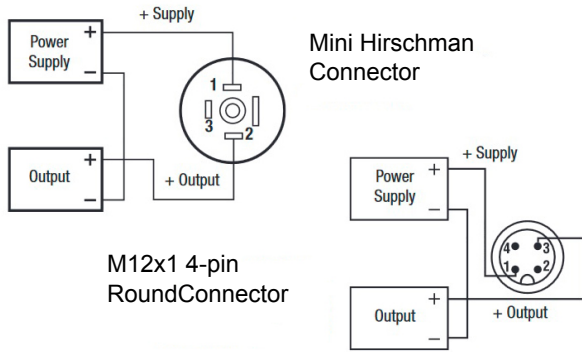 + Supply
Power
Supply
+
−
1
3
2
Output
+
−
+ Output
Mini Hirschman
Connector
+ Supply
Power
Supply
+
−
4
3
1
2
Output
+
−
+ Output
M12x1 4-pin
RoundConnector